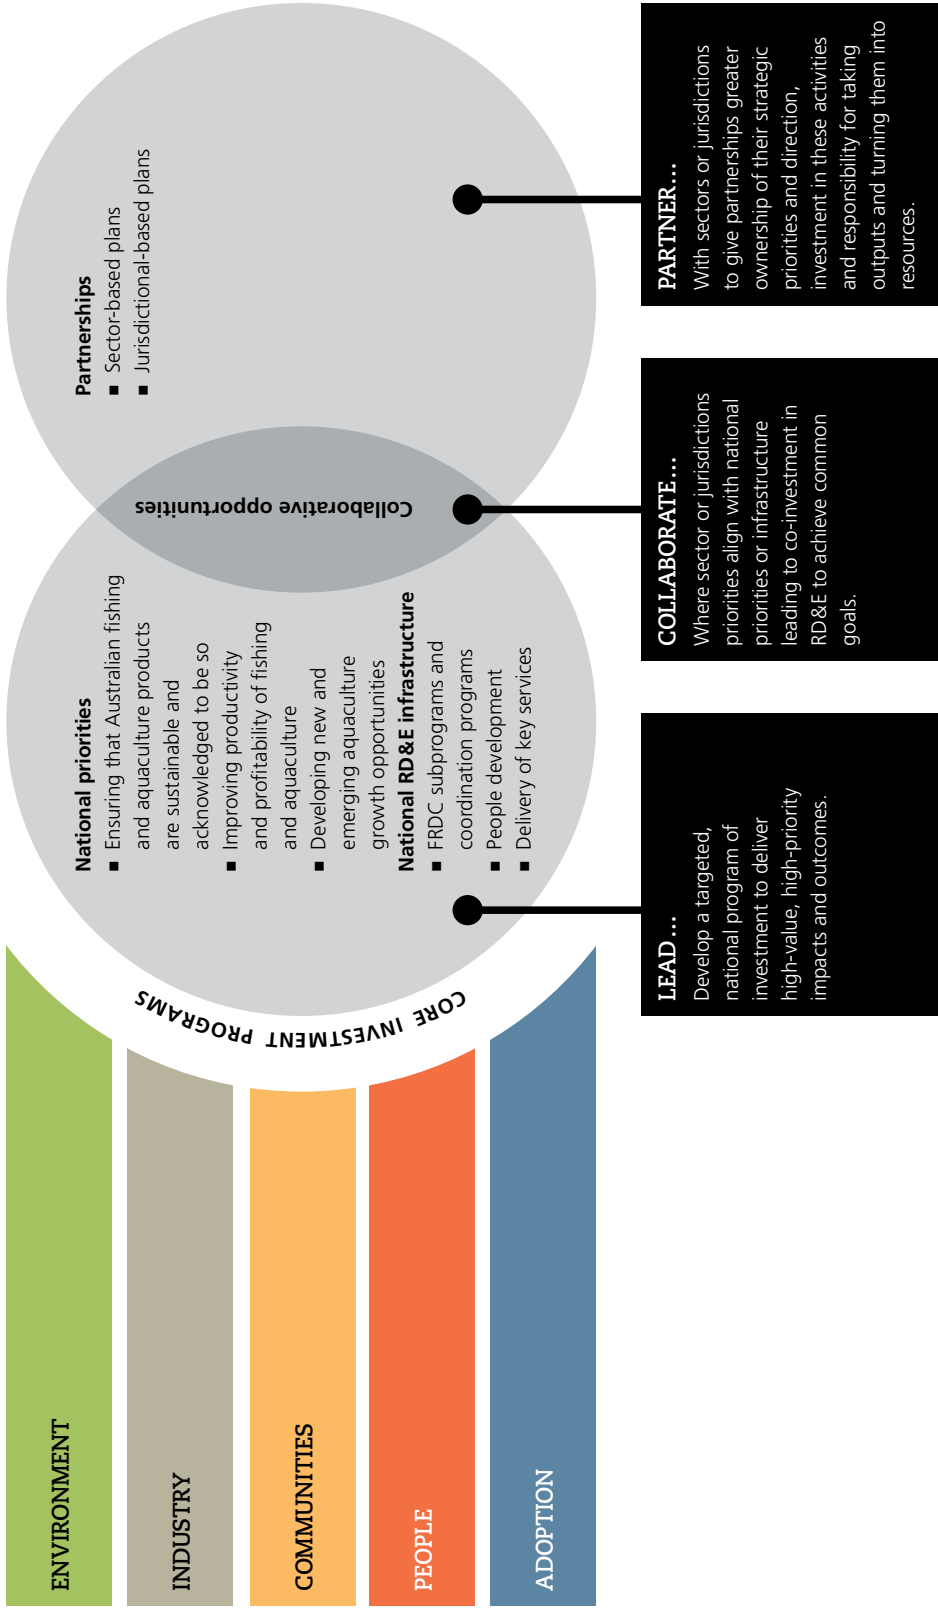 ENVIRONMENT
INDUSTRY
COMMUNITIES
PEOPLE
ADOPTION
CORE INVESTMENT PROGRAMS
National priorities
■ Ensuring that Australian fishing
and aquaculture products
are sustainable and
acknowledged to be so
■ Improving productivity
and profitability of fishing
and aquaculture
■ Developing new and
emerging aquaculture
growth opportunities
National RD&E infrastructure
■ FRDC subprograms and
coordination programs
■ People development
■ Delivery of key services
Collaborative opportunities
Partnerships
■ Sector-based plans
■ Jurisdictional-based plans
LEAD…
Develop a targeted,
national program of
investment to deliver
high-value, high-priority
impacts and outcomes.
COLLABORATE…
Where sector or jurisdictions
priorities align with national
priorities or infrastructure
leading to co-investment in
RD&E to achieve common
goals.
PARTNER…
With sectors or jurisdictions
to give partnerships greater
ownership of their strategic
priorities and direction,
investment in these activities
and responsibility for taking
outputs and turning them into
resources.